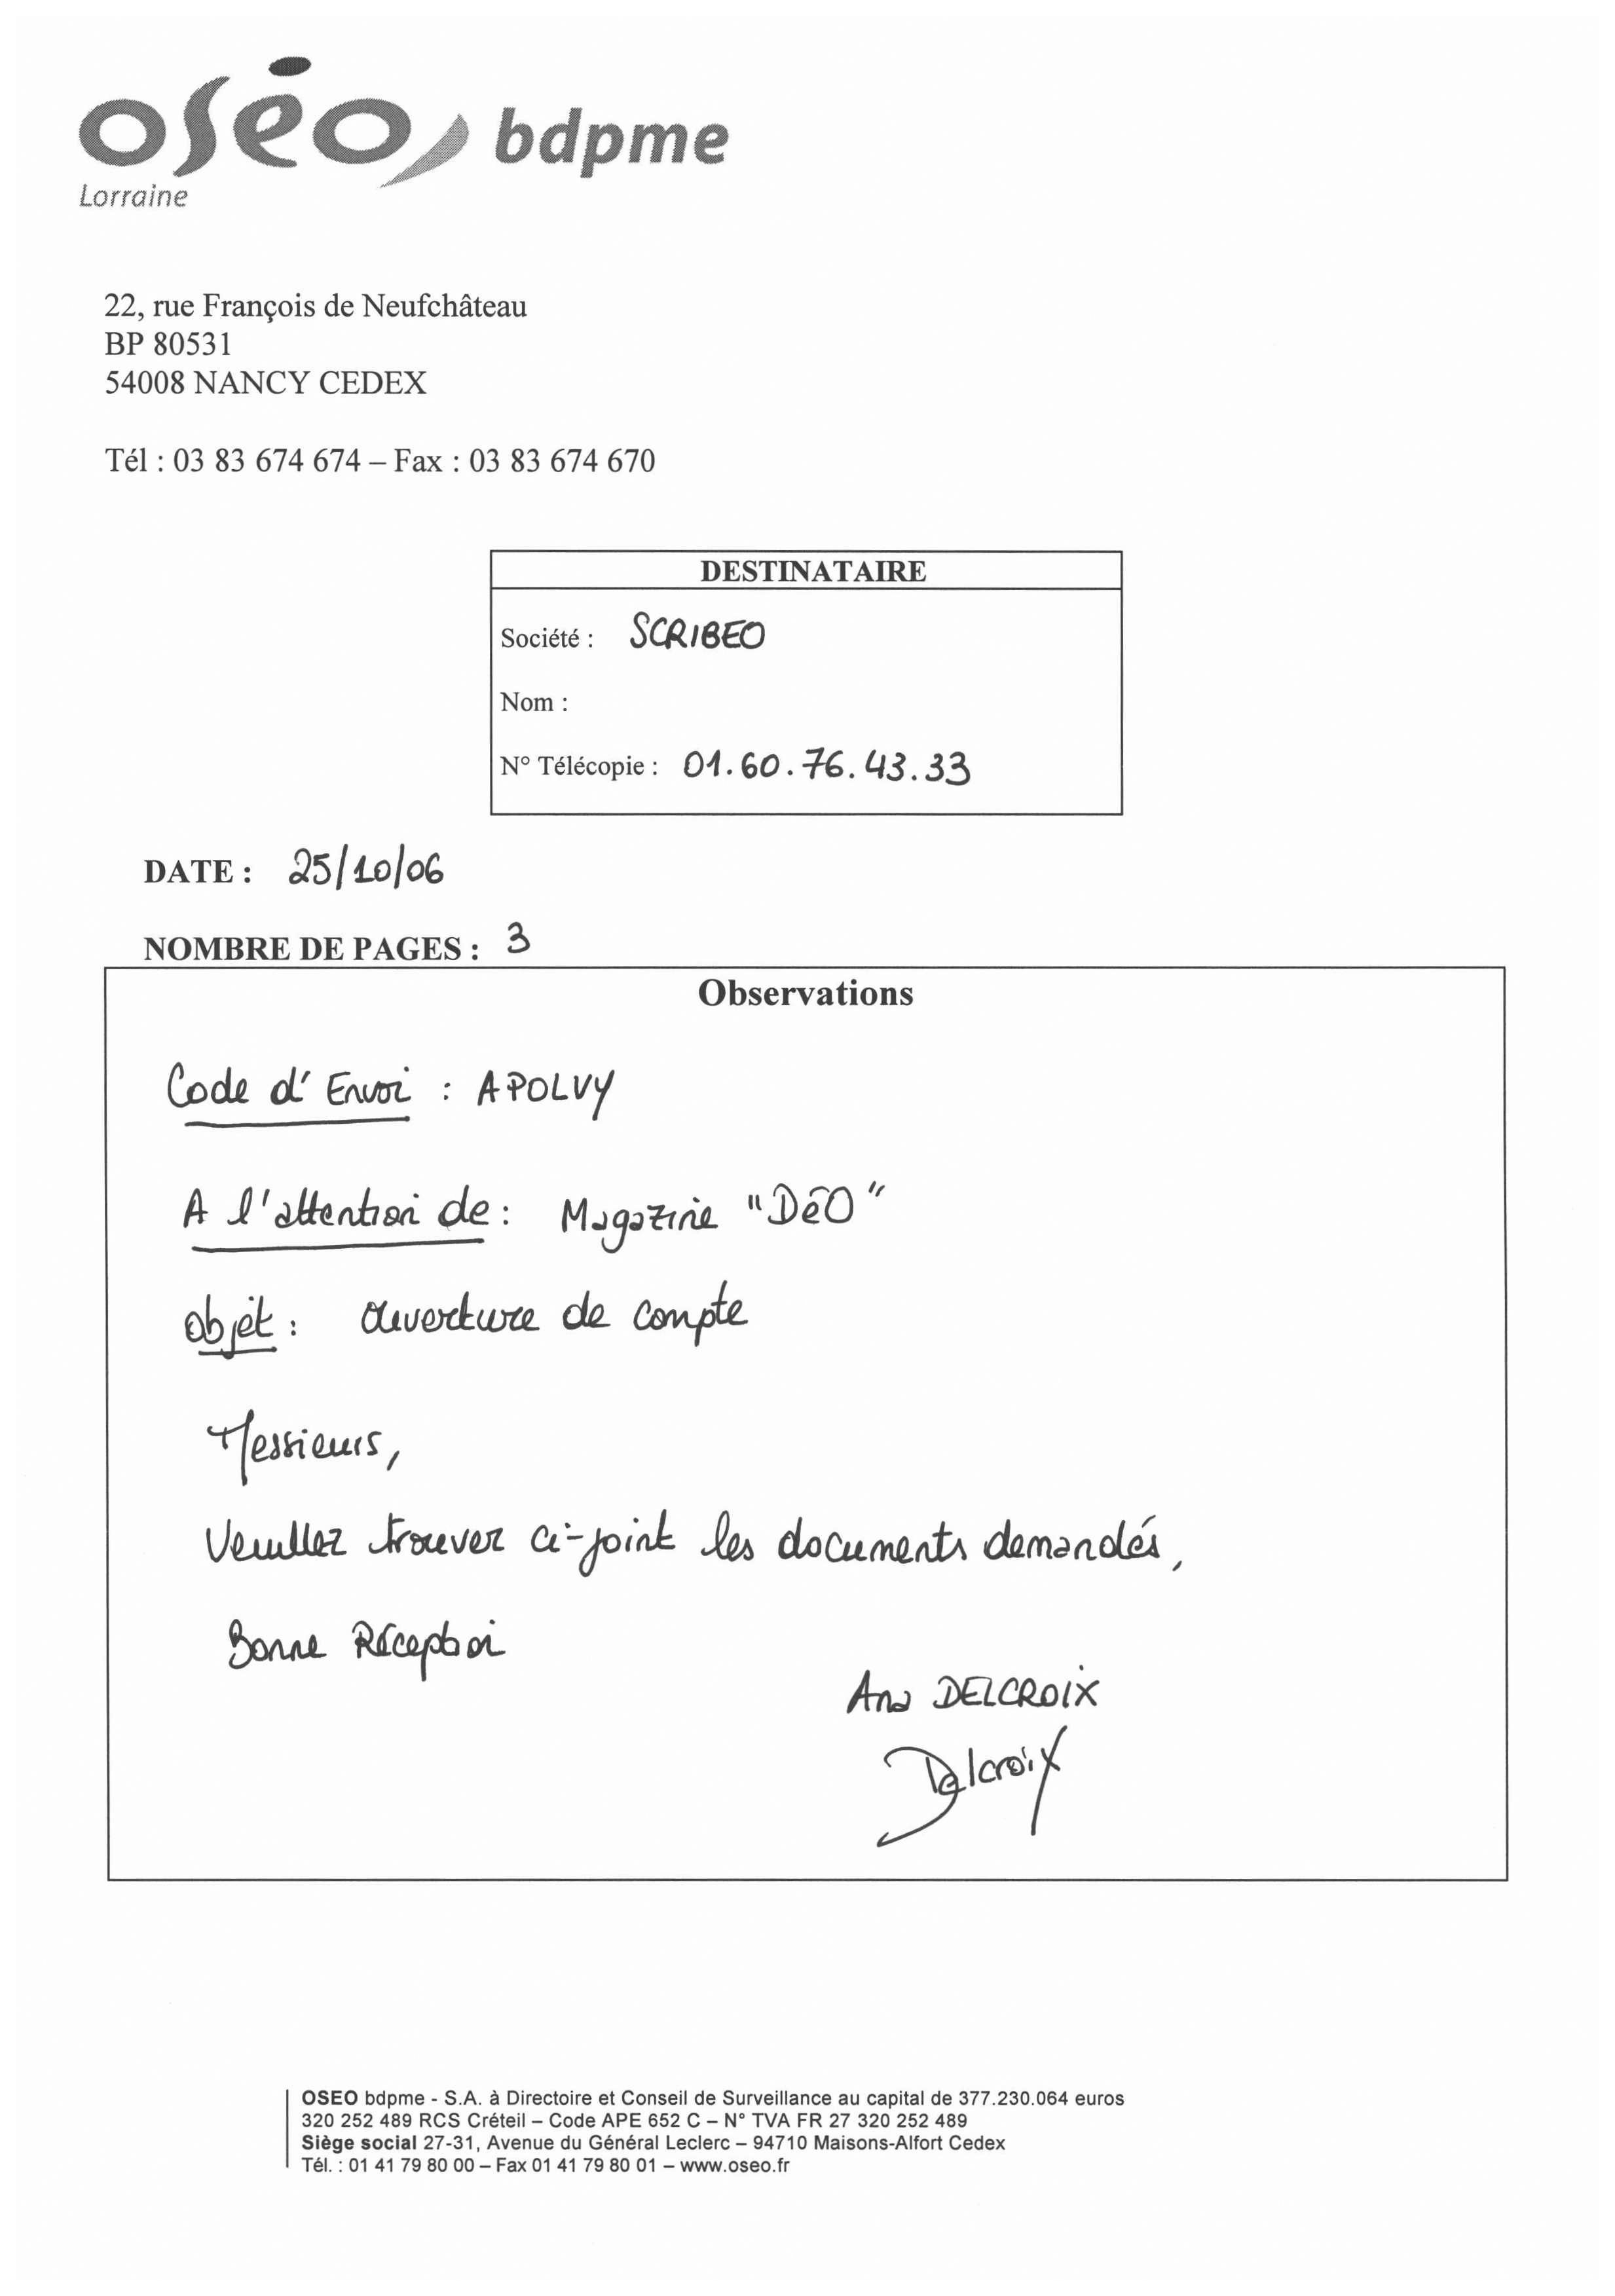 oséo bdpme
Lorraine
22, rue François de Neufchâteau
BP 80531
54008 NANCY CEDEX
Tél : 03 83 674 674 – Fax : 03 83 674 670
DESTINATAIRE
Société : SCRIBEO
Nom :
N° Télécopie : 01.60.76.43.33
DATE : 25/10/06
NOMBRE DE PAGES : 3
Observations
Code d'Envoi : APOLVY
A l'attention de : Magazine "DéO"
objet : ouverture de compte
Messieurs,
Veuillez trouver ci-joint les documents demandés,
Bonne Réception
Ana DELCROIX
Delcroix
OSEO bdpme - S.A. à Directoire et Conseil de Surveillance au capital de 377.230.064 euros
320 252 489 RCS Créteil – Code APE 652 C – N° TVA FR 27 320 252 489
Siège social 27-31, Avenue du Général Leclerc – 94710 Maisons-Alfort Cedex
Tél. : 01 41 79 80 00 – Fax 01 41 79 80 01 – www.oseo.fr